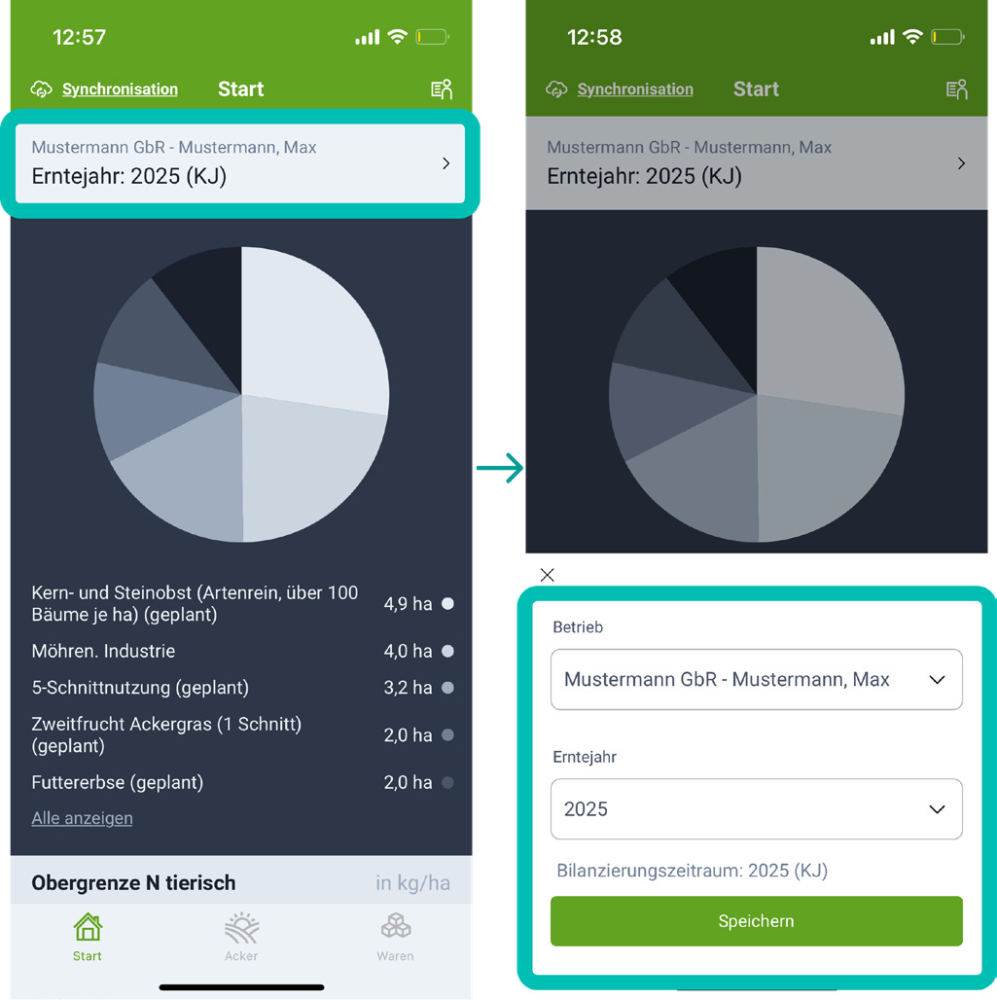 12:57
Synchronisation Start
Mustermann GbR - Mustermann, Max
Erntejahr: 2025 (KJ)
Kern- und Steinobst (Artenrein, über 100
Bäume je ha) (geplant) 4,9 ha
Möhren. Industrie 4,0 ha
5-Schnittnutzung (geplant) 3,2 ha
Zweitfrucht Ackergras (1 Schnitt)
(geplant) 2,0 ha
Futtererbse (geplant) 2,0 ha
Alle anzeigen
Obergrenze N tierisch in kg/ha
Start Acker Waren
12:58
Synchronisation Start
Mustermann GbR - Mustermann, Max
Erntejahr: 2025 (KJ)
Betrieb
Mustermann GbR - Mustermann, Max
Erntejahr
2025
Bilanzierungszeitraum: 2025 (KJ)
Speichern